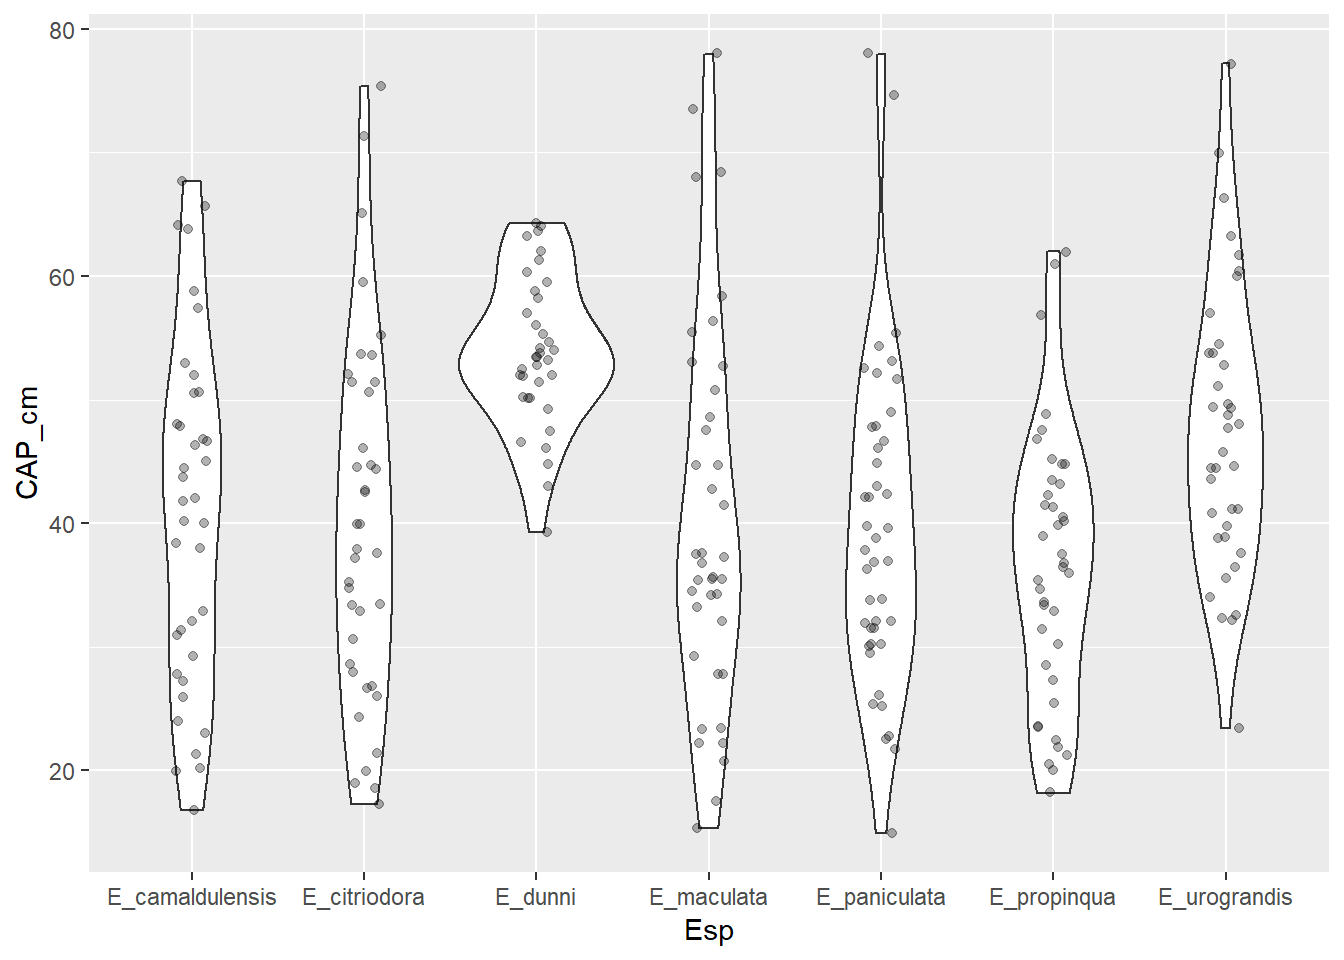 80
60
40
20
CAP_cm
E_camaldulensis E_citriodora E_dunni E_maculata E_paniculata E_propinqua E_urograndis
Esp